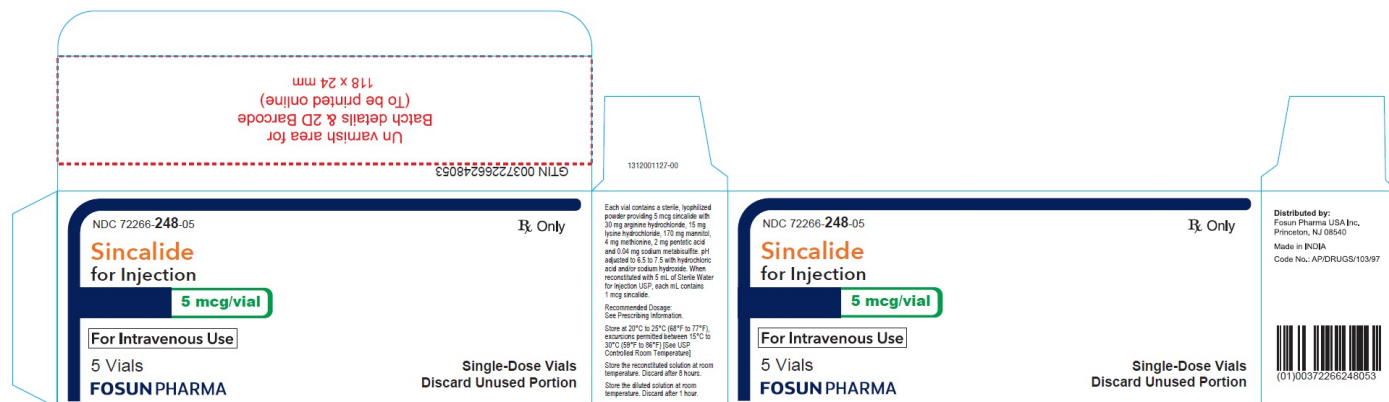 Un varnish area for
Batch details & 2D Barcode
(To be printed online)
118 x 24 mm
GTIN 00372266248053
NDC 72266-248-05
Rx Only
Sincalide
for Injection
5 mcg/vial
For Intravenous Use
5 Vials
FOSUN PHARMA
Single-Dose Vials
Discard Unused Portion
1312001127-00
Each vial contains a sterile, lyophilized
powder providing 5 mcg sincalide with
30 mg arginine hydrochloride, 15 mg
lysine hydrochloride, 170 mg mannitol,
4 mg methionine, 2 mg pentetic acid
and 0.04 mg sodium metabisulfite. pH
adjusted to 6.5 to 7.5 with hydrochloric
acid and/or sodium hydroxide. When
reconstituted with 5 mL of Sterile Water
for Injection USP, each mL contains
1 mcg sincalide.
Recommended Dosage:
See Prescribing Information.
Store at 20°C to 25°C (68°F to 77°F),
excursions permitted between 15°C to
30°C (59°F to 86°F) [See USP
Controlled Room Temperature]
Store the reconstituted solution at room
temperature. Discard after 8 hours.
Store the diluted solution at room
temperature. Discard after 1 hour.
NDC 72266-248-05
Rx Only
Sincalide
for Injection
5 mcg/vial
For Intravenous Use
5 Vials
FOSUN PHARMA
Single-Dose Vials
Discard Unused Portion
Distributed by:
Fosun Pharma USA Inc.
Princeton, NJ 08540
Made in INDIA
Code No.: AP/DRUGS/103/97
(01)00372266248053